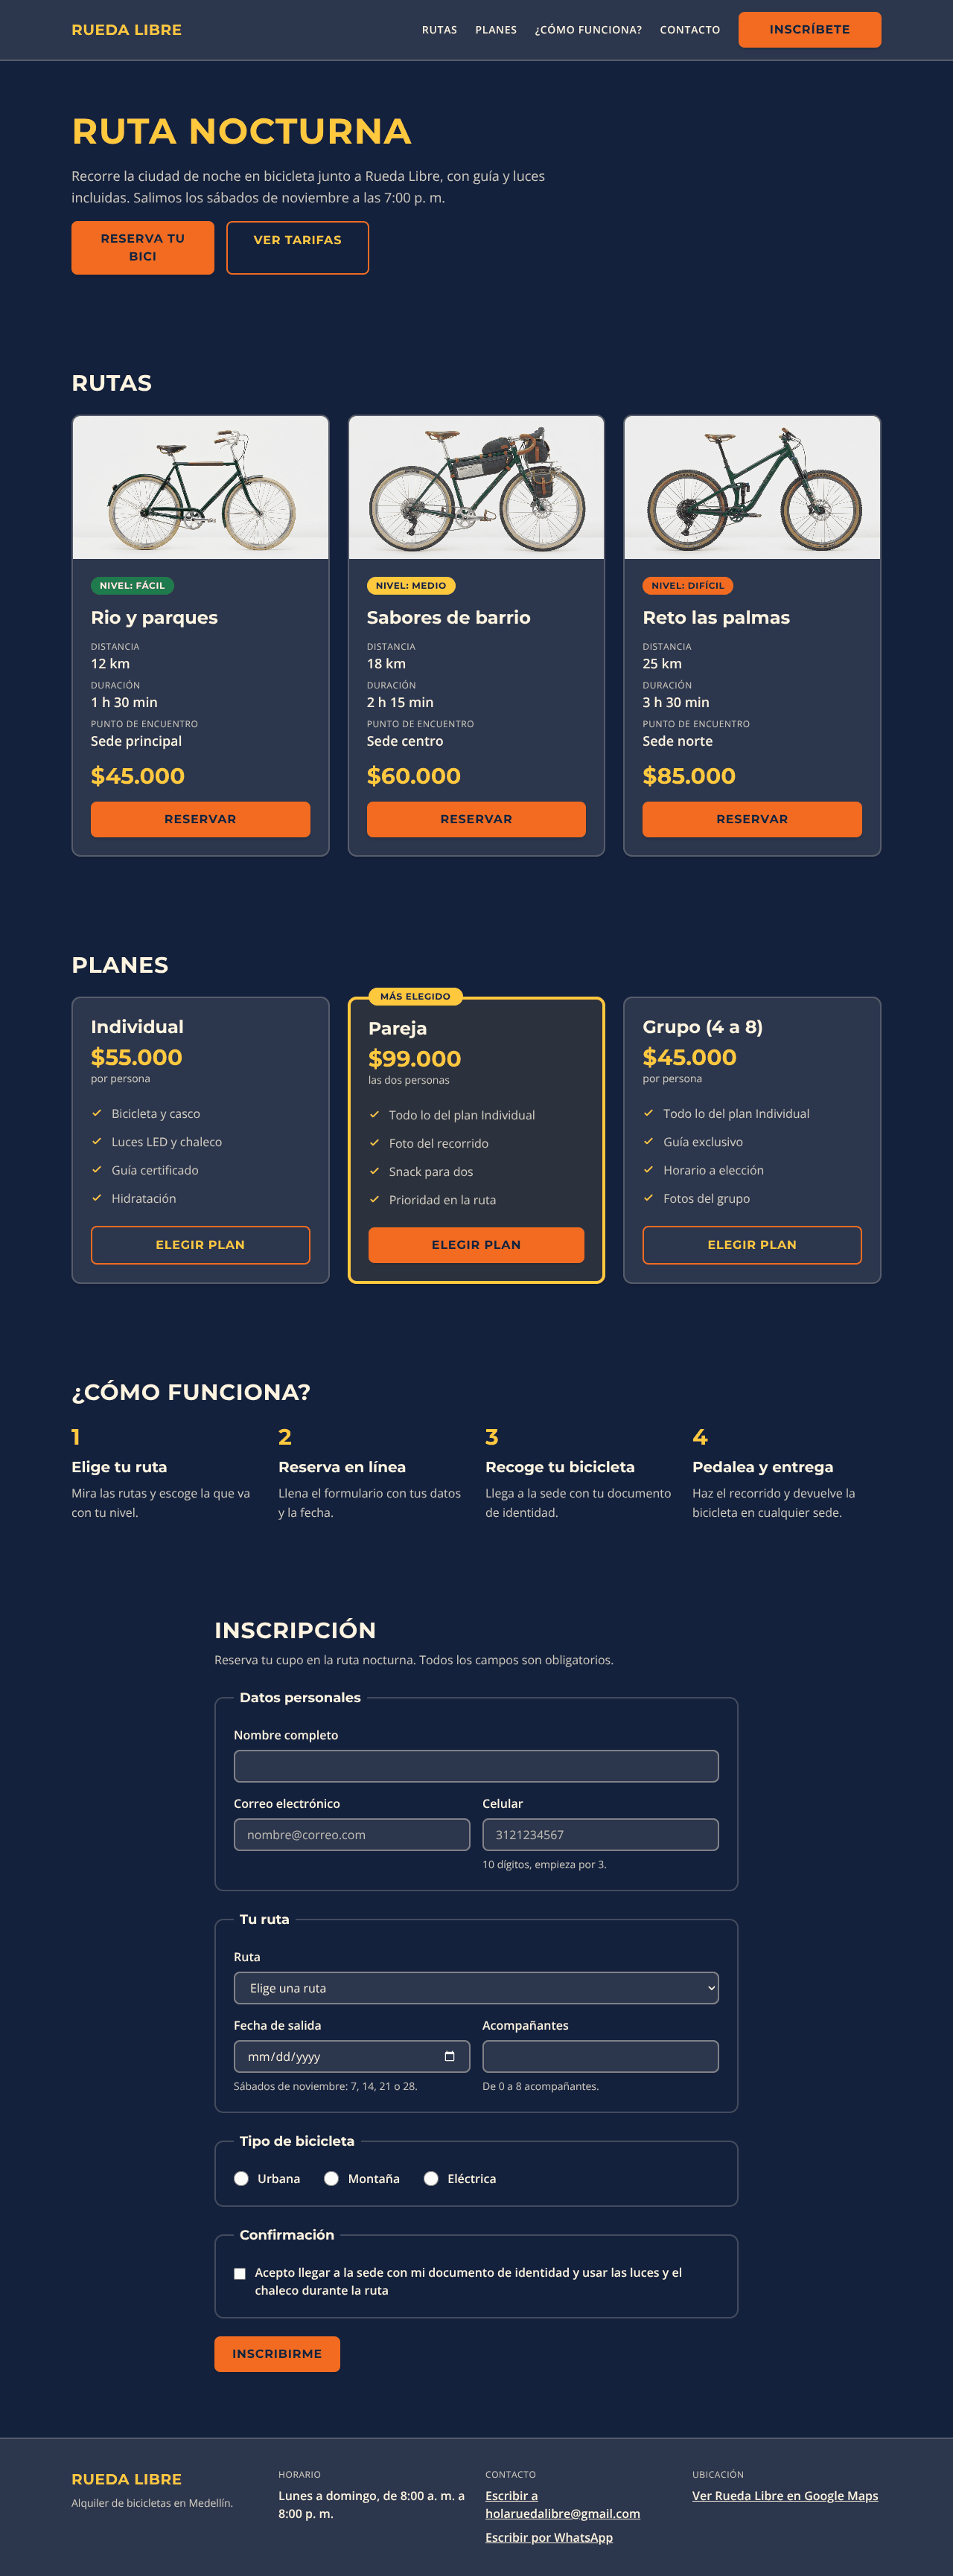 RUEDA LIBRE
RUTAS
PLANES
¿CÓMO FUNCIONA?
CONTACTO
INSCRÍBETE
RUTA NOCTURNA
Recorre la ciudad de noche en bicicleta junto a Rueda Libre, con guía y luces
incluidas. Salimos los sábados de noviembre a las 7:00 p. m.
RESERVA TU
BICI
VER TARIFAS
RUTAS
NIVEL: FÁCIL
Rio y parques
DISTANCIA
12 km
DURACIÓN
1 h 30 min
PUNTO DE ENCUENTRO
Sede principal
$45.000
RESERVAR
NIVEL: MEDIO
Sabores de barrio
DISTANCIA
18 km
DURACIÓN
2 h 15 min
PUNTO DE ENCUENTRO
Sede centro
$60.000
RESERVAR
NIVEL: DIFÍCIL
Reto las palmas
DISTANCIA
25 km
DURACIÓN
3 h 30 min
PUNTO DE ENCUENTRO
Sede norte
$85.000
RESERVAR
PLANES
Individual
$55.000
por persona
Bicicleta y casco
Luces LED y chaleco
Guía certificado
Hidratación
ELEGIR PLAN
MÁS ELEGIDO
Pareja
$99.000
las dos personas
Todo lo del plan Individual
Foto del recorrido
Snack para dos
Prioridad en la ruta
ELEGIR PLAN
Grupo (4 a 8)
$45.000
por persona
Todo lo del plan Individual
Guía exclusivo
Horario a elección
Fotos del grupo
ELEGIR PLAN
¿CÓMO FUNCIONA?
1
Elige tu ruta
Mira las rutas y escoge la que va
con tu nivel.
2
Reserva en línea
Llena el formulario con tus datos
y la fecha.
3
Recoge tu bicicleta
Llega a la sede con tu documento
de identidad.
4
Pedalea y entrega
Haz el recorrido y devuelve la
bicicleta en cualquier sede.
INSCRIPCIÓN
Reserva tu cupo en la ruta nocturna. Todos los campos son obligatorios.
Datos personales
Nombre completo
Correo electrónico
nombre@correo.com
Celular
3121234567
10 dígitos, empieza por 3.
Tu ruta
Ruta
Elige una ruta
Fecha de salida
mm/dd/yyyy
Sábados de noviembre: 7, 14, 21 o 28.
Acompañantes
De 0 a 8 acompañantes.
Tipo de bicicleta
Urbana
Montaña
Eléctrica
Confirmación
Acepto llegar a la sede con mi documento de identidad y usar las luces y el
chaleco durante la ruta
INSCRIBIRME
RUEDA LIBRE
Alquiler de bicicletas en Medellín.
HORARIO
Lunes a domingo, de 8:00 a. m. a
8:00 p. m.
CONTACTO
Escribir a
holaruedalibre@gmail.com
Escribir por WhatsApp
UBICACIÓN
Ver Rueda Libre en Google Maps